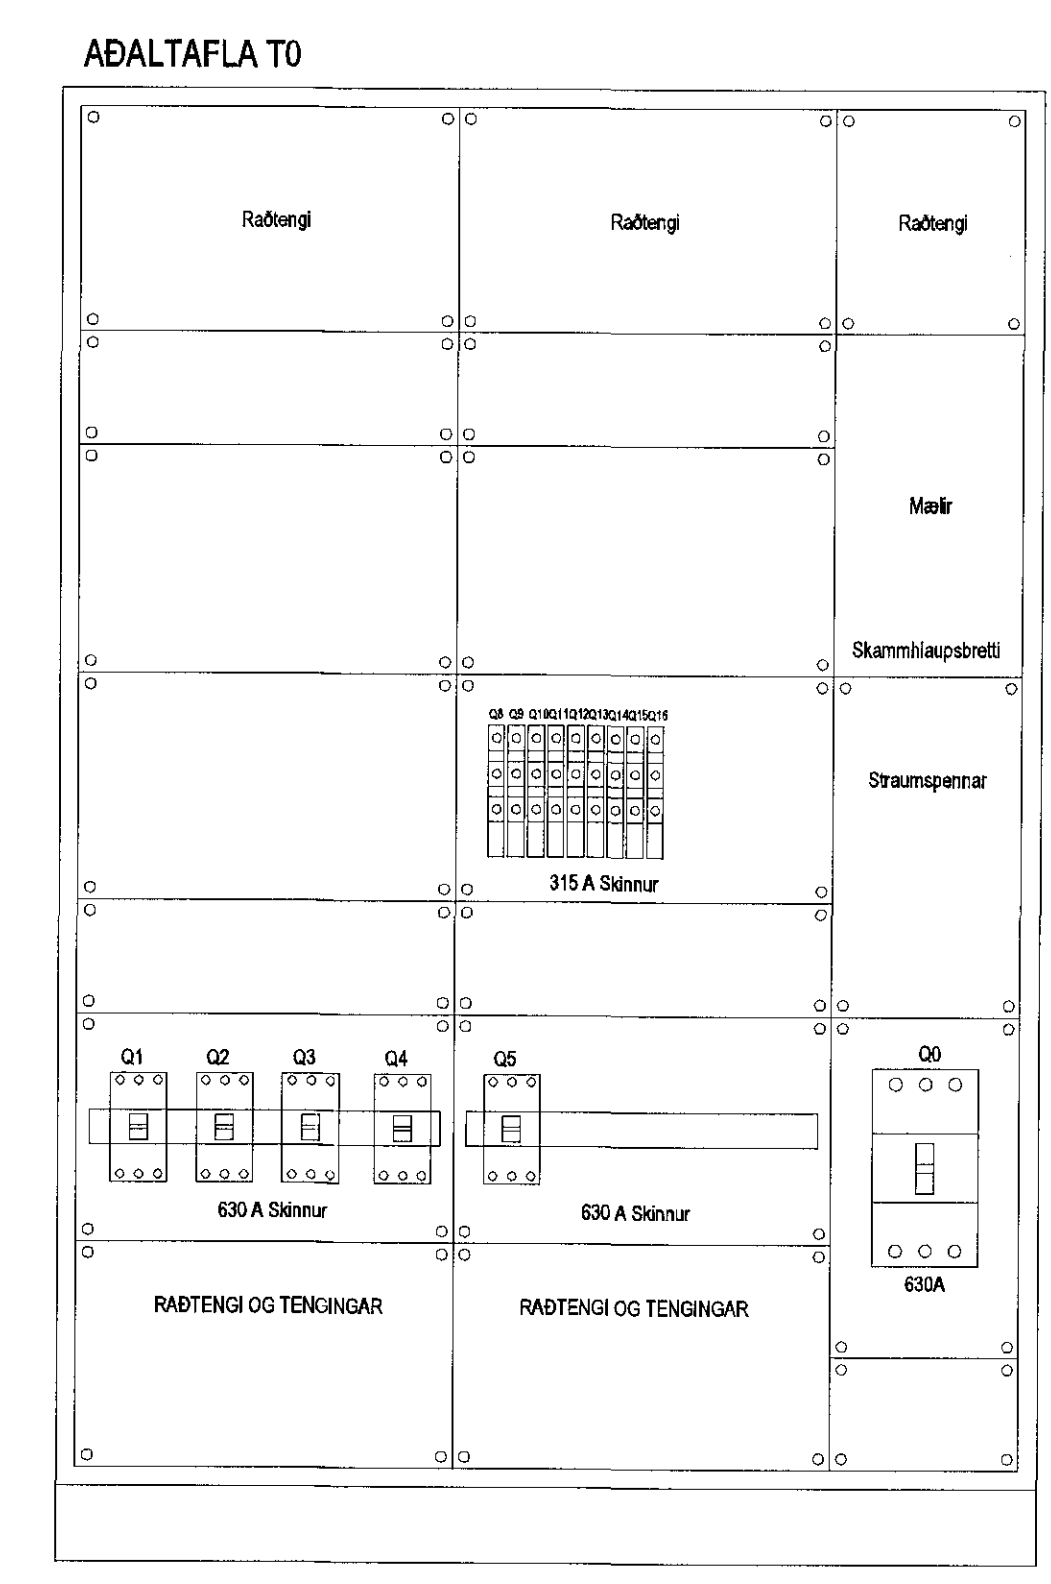 AÐALTAFLA T0
Raðtengi
Raðtengi
Raðtengi
Mælir
Skammhlaupsbretti
Q8 Q9 Q10 Q11 Q12 Q13 Q14 Q15 Q16
315 A Skinnur
Straumspennar
Q1 Q2 Q3 Q4
Q5
Q0
630 A Skinnur
630 A Skinnur
630A
RAÐTENGI OG TENGINGAR
RAÐTENGI OG TENGINGAR